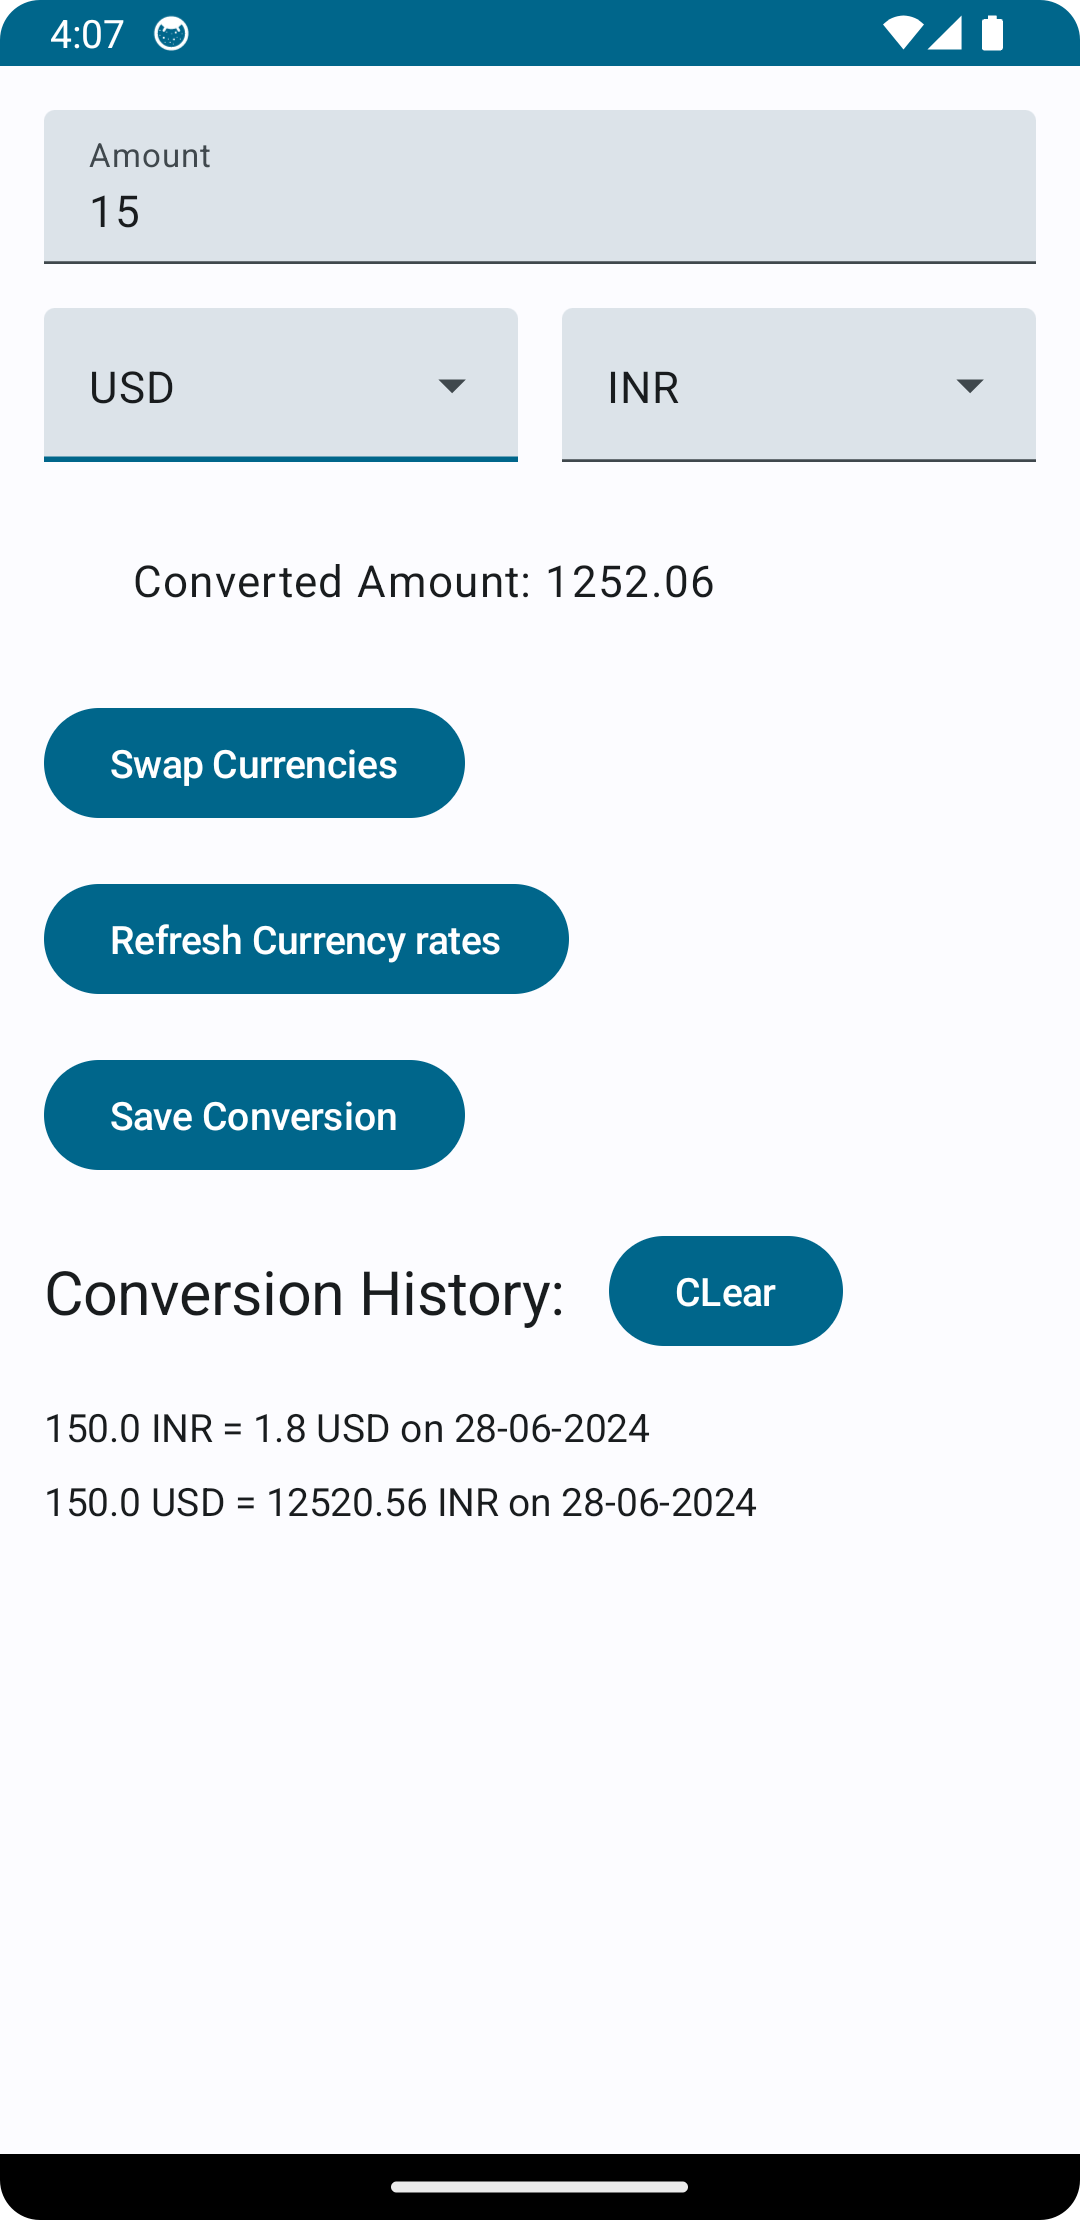 4:07
Amount
15
USD
INR
Converted Amount: 1252.06
Swap Currencies
Refresh Currency rates
Save Conversion
Conversion History:
CLear
150.0 INR = 1.8 USD on 28-06-2024
150.0 USD = 12520.56 INR on 28-06-2024